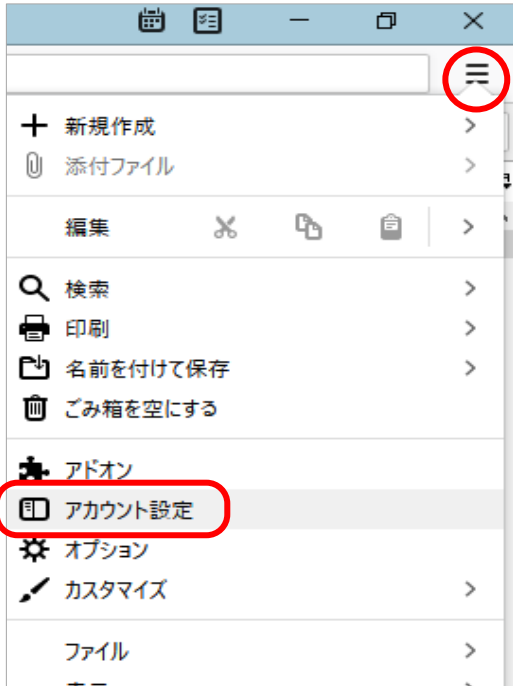 新規作成
添付ファイル
編集
検索
印刷
名前を付けて保存
ごみ箱を空にする
アドオン
アカウント設定
オプション
カスタマイズ
ファイル